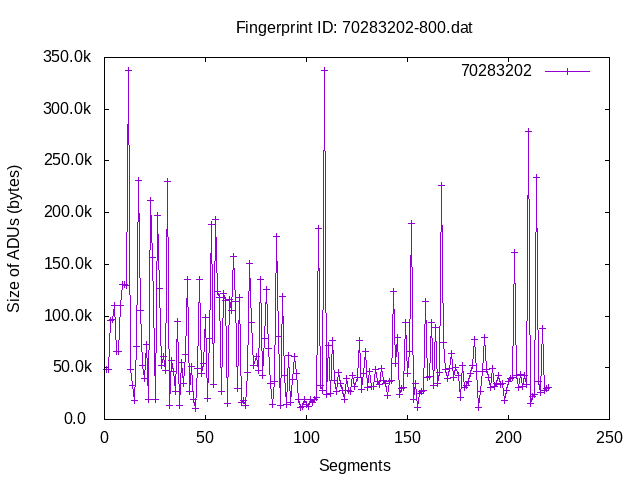 Fingerprint ID: 70283202-800.dat
70283202
350.0k
300.0k
250.0k
200.0k
150.0k
100.0k
50.0k
0.0
Size of ADUs (bytes)
0 50 100 150 200 250
Segments